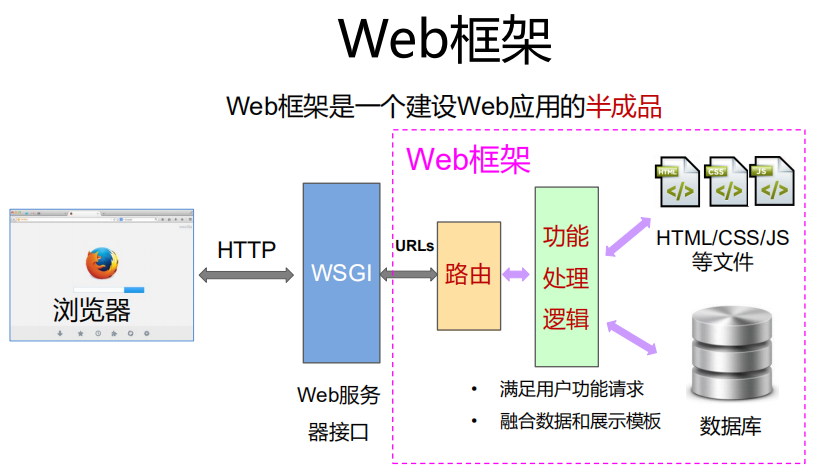 Web框架
Web框架是一个建设Web应用的半成品
Web框架
HTML
CSS
JS
HTTP
URLs
WSGI
路由
功能
处理
逻辑
HTML/CSS/JS
等文件
浏览器
Web服务
器接口
• 满足用户功能请求
• 融合数据和展示模板
数据库